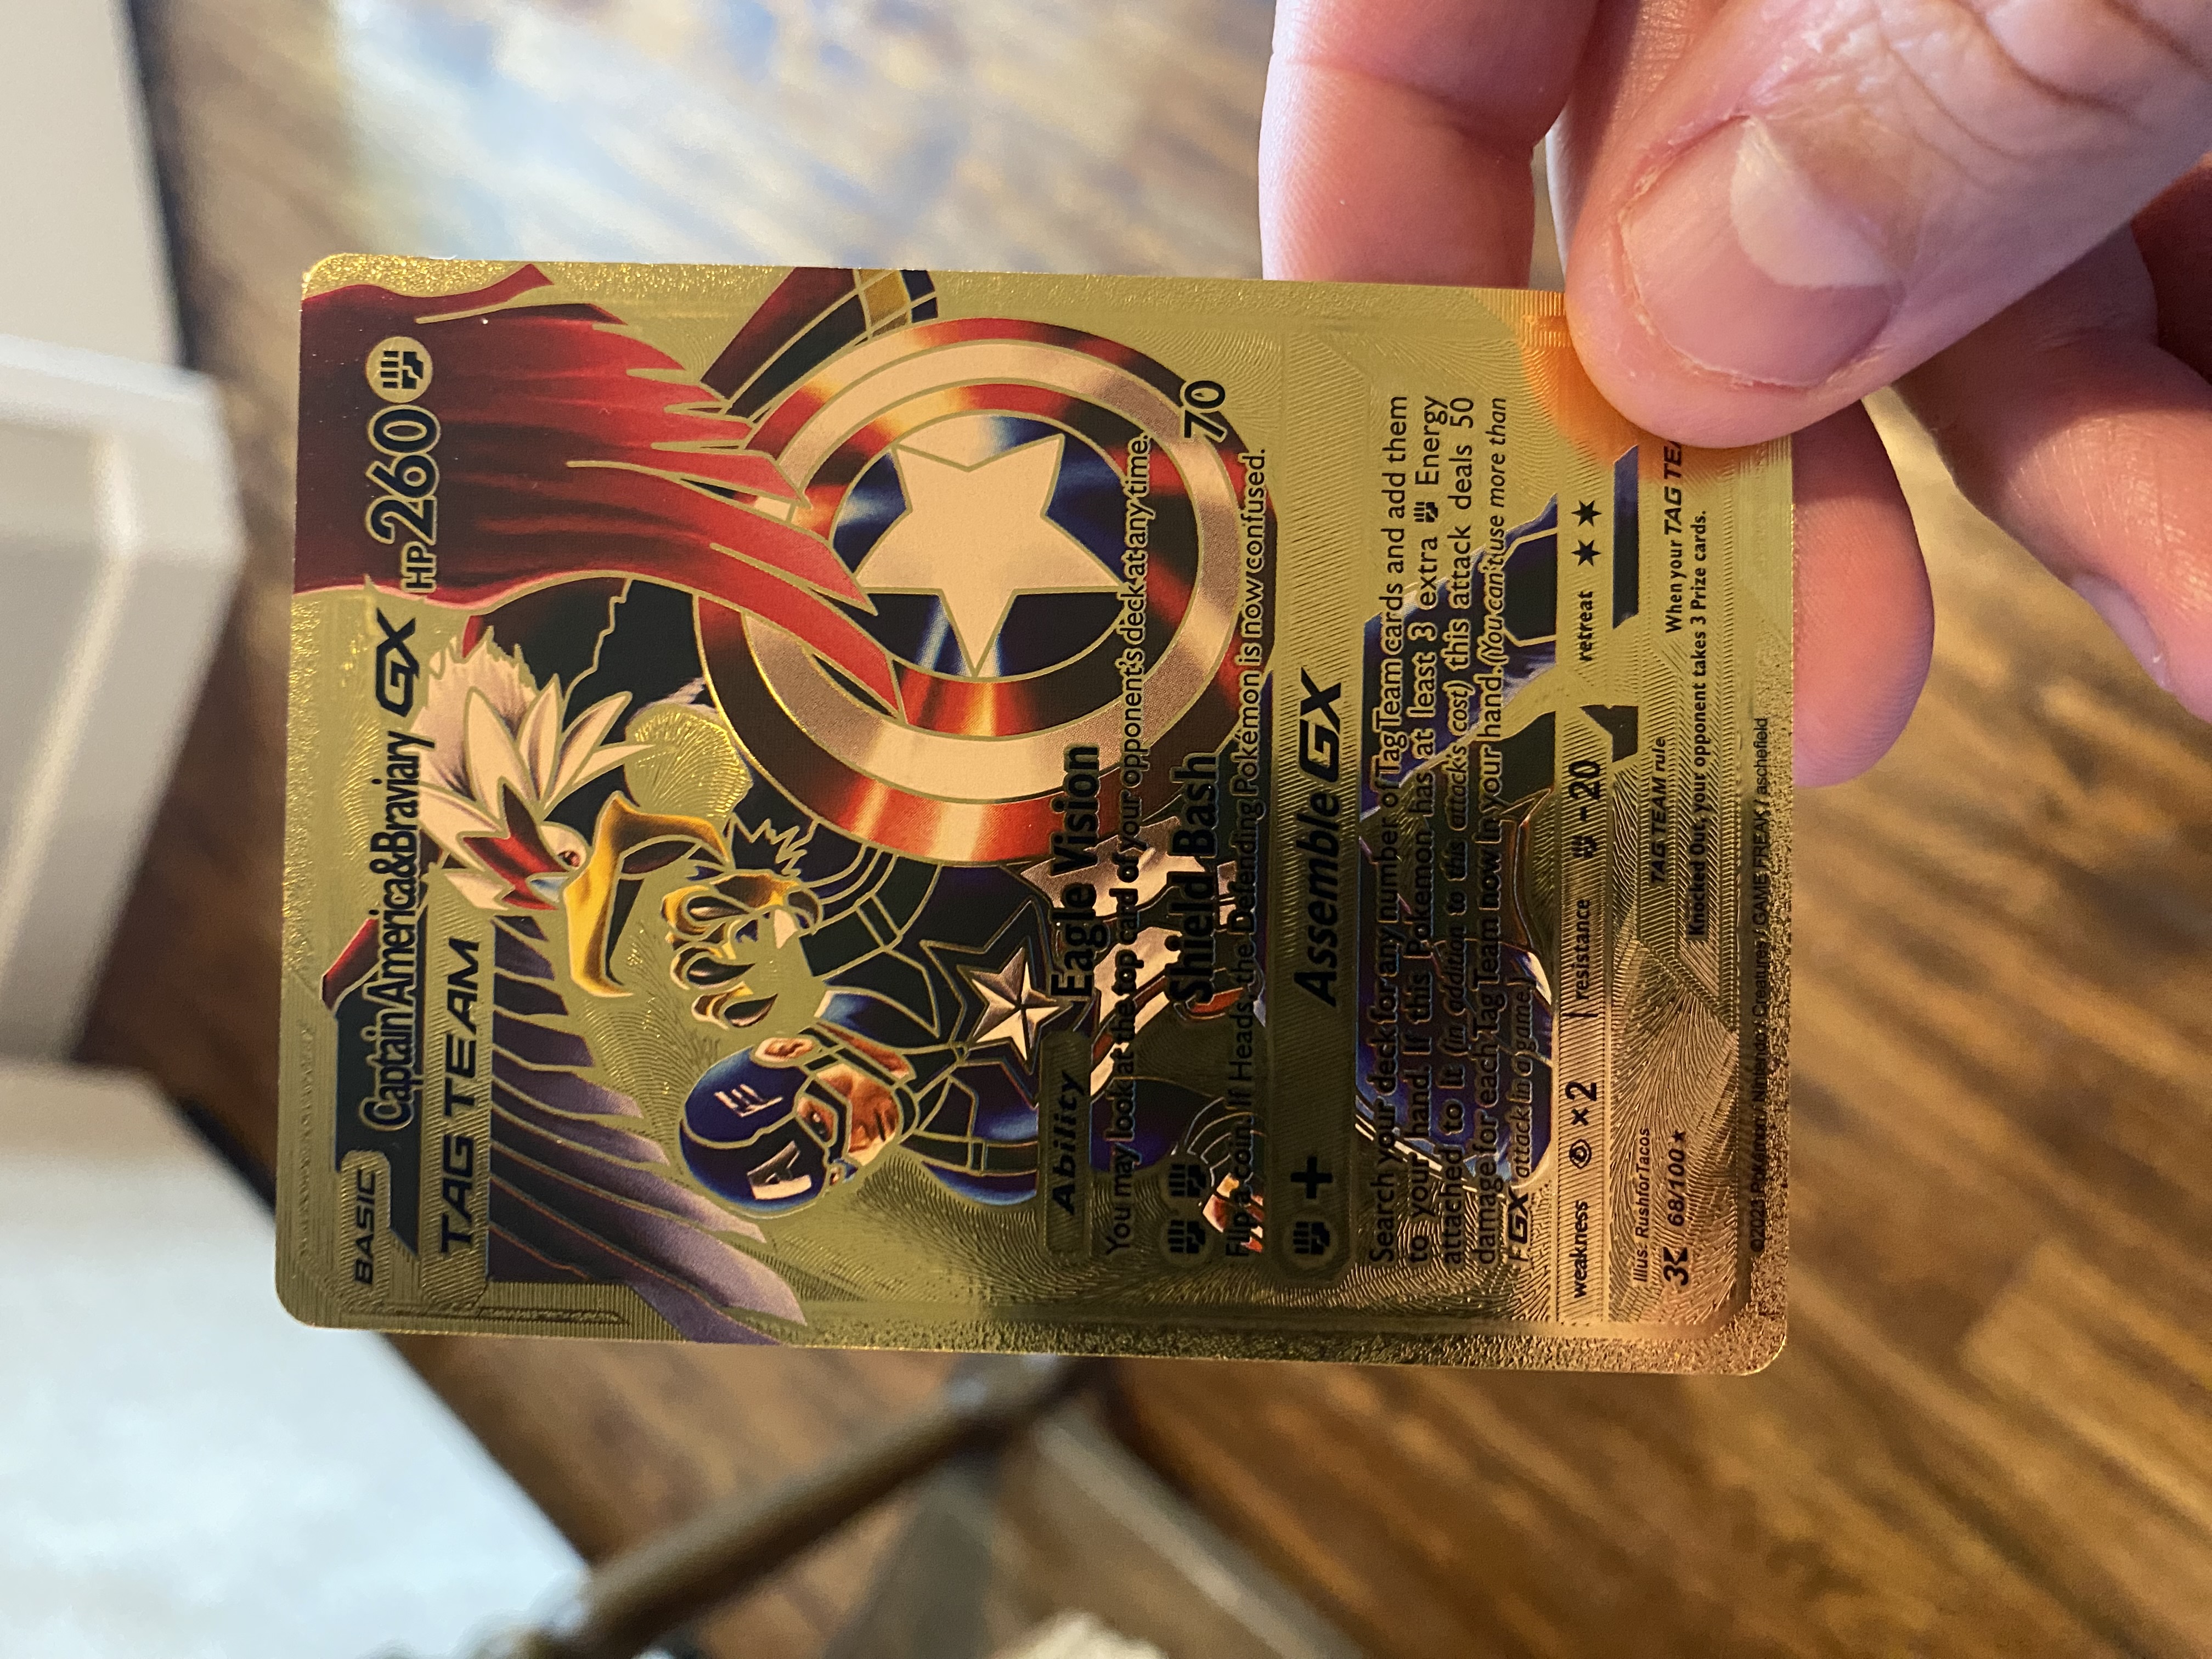 BASIC
Captain America&Braviary GX HP260
TAG TEAM
Ability Eagle Vision
You may look at the top card of your opponent's deck at any time.
Shield Bash 70
Flip a coin. If Heads, the Defending Pokémon is now confused.
+ Assemble GX
Search your deck for any number of Tag Team cards and add them
to your hand. If this Pokemon has at least 3 extra Energy
attached to it (in addition to this attack's cost) this attack deals 50
damage for each Tag Team now in your hand. (You can't use more than
1 GX attack in a game.)
weakness ×2 resistance -20 retreat
Illus. RushforTacos
68/100★
TAG TEAM rule When your TAG TEA
Knocked Out, your opponent takes 3 Prize cards.
©2023 Pokémon / Nintendo / Creatures / GAME FREAK / aschefield
A